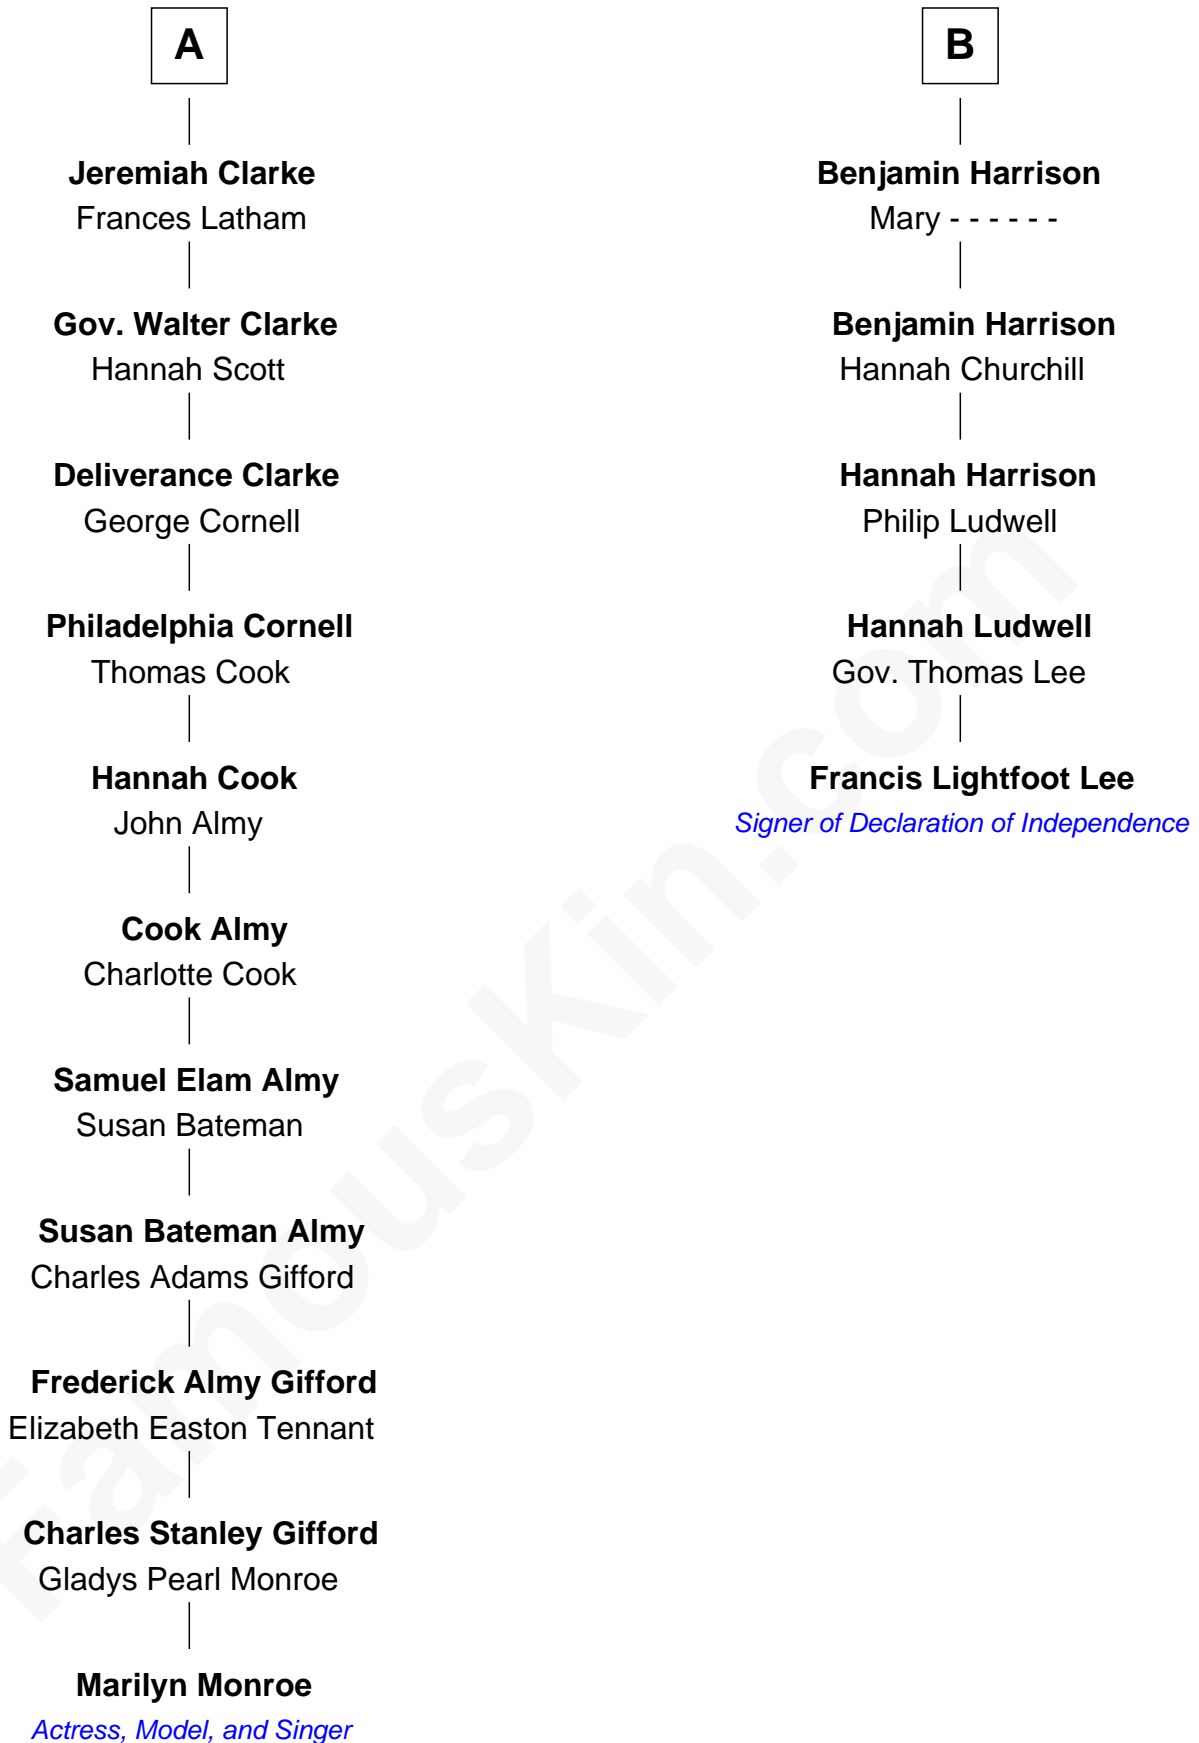 A
Jeremiah Clarke
Frances Latham
Gov. Walter Clarke
Hannah Scott
Deliverance Clarke
George Cornell
Philadelphia Cornell
Thomas Cook
Hannah Cook
John Almy
Cook Almy
Charlotte Cook
Samuel Elam Almy
Susan Bateman
Susan Bateman Almy
Charles Adams Gifford
Frederick Almy Gifford
Elizabeth Easton Tennant
Charles Stanley Gifford
Gladys Pearl Monroe
Marilyn Monroe
Actress, Model, and Singer
B
Benjamin Harrison
Mary - - - - - -
Benjamin Harrison
Hannah Churchill
Hannah Harrison
Philip Ludwell
Hannah Ludwell
Gov. Thomas Lee
Francis Lightfoot Lee
Signer of Declaration of Independence
FamousKin.com